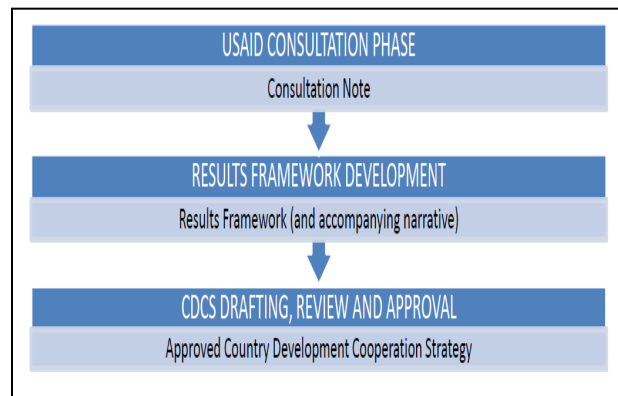 USAID CONSULTATION PHASE
Consultation Note
RESULTS FRAMEWORK DEVELOPMENT
Results Framework (and accompanying narrative)
CDCS DRAFTING, REVIEW AND APPROVAL
Approved Country Development Cooperation Strategy